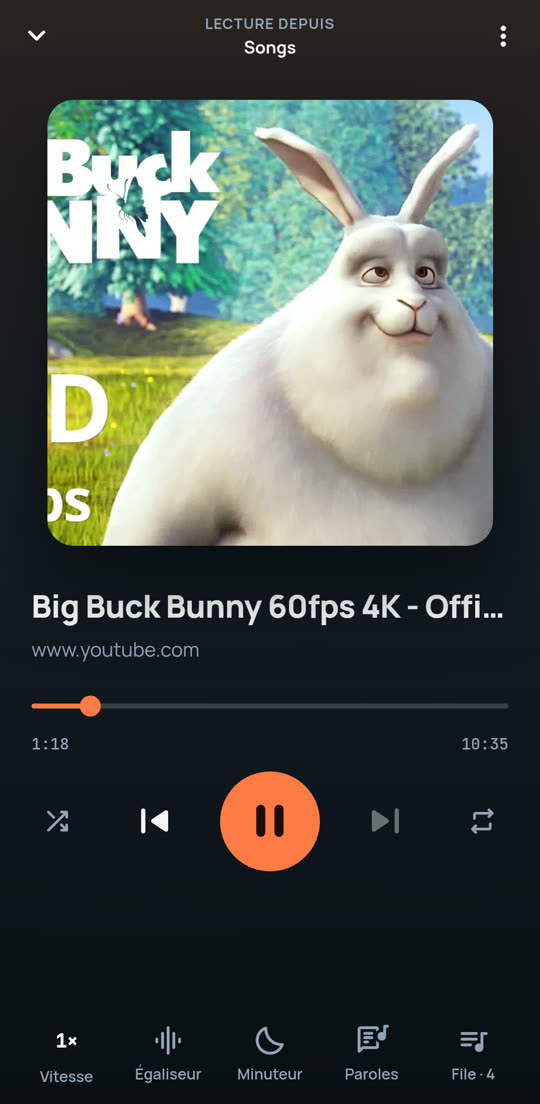 LECTURE DEPUIS
Songs
Buck
NNY
D
ps
Big Buck Bunny 60fps 4K - Offi...
www.youtube.com
1:18
10:35
1×
Vitesse
Égaliseur
Minuteur
Paroles
File · 4